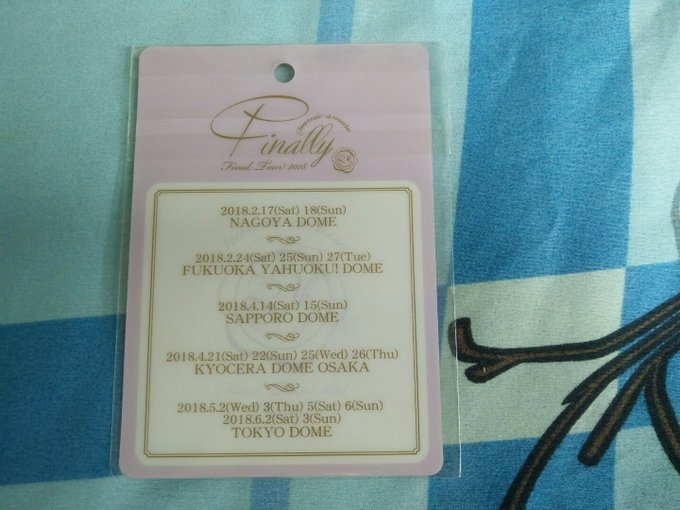 namie amuro
Finally
Final Tour 2018
2018.2.17(Sat) 18(Sun)
NAGOYA DOME
2018.2.24(Sat) 25(Sun) 27(Tue)
FUKUOKA YAHUOKU! DOME
2018.4.14(Sat) 15(Sun)
SAPPORO DOME
2018.4.21(Sat) 22(Sun) 25(Wed) 26(Thu)
KYOCERA DOME OSAKA
2018.5.2(Wed) 3(Thu) 5(Sat) 6(Sun)
2018.6.2(Sat) 3(Sun)
TOKYO DOME